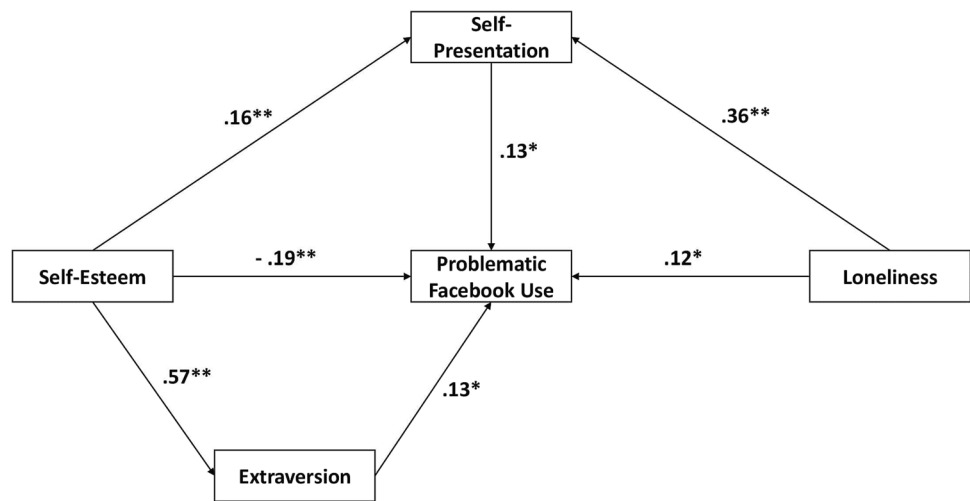 Self-
Presentation
.16**
.36**
.13*
Self-Esteem
- .19**
Problematic
Facebook Use
.12*
Loneliness
.57**
.13*
Extraversion